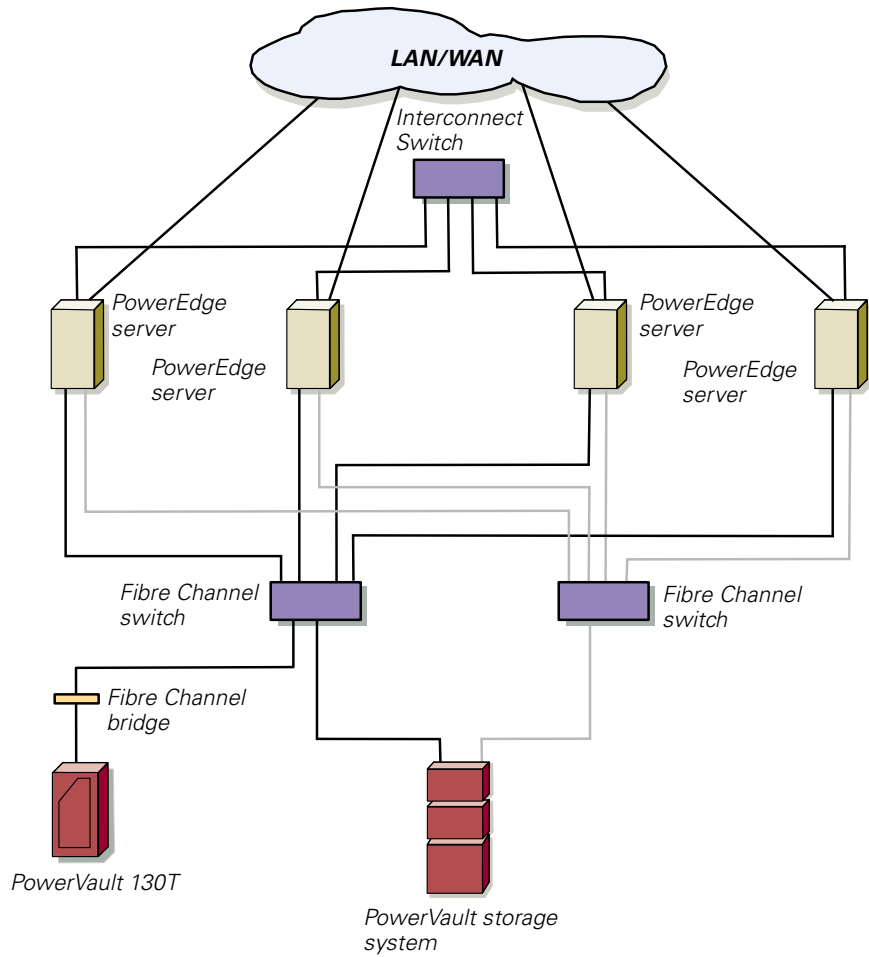 LAN/WAN
Interconnect
Switch
PowerEdge
server
PowerEdge
server
PowerEdge
server
PowerEdge
server
Fibre Channel
switch
Fibre Channel
switch
Fibre Channel
bridge
PowerVault 130T
PowerVault storage
system